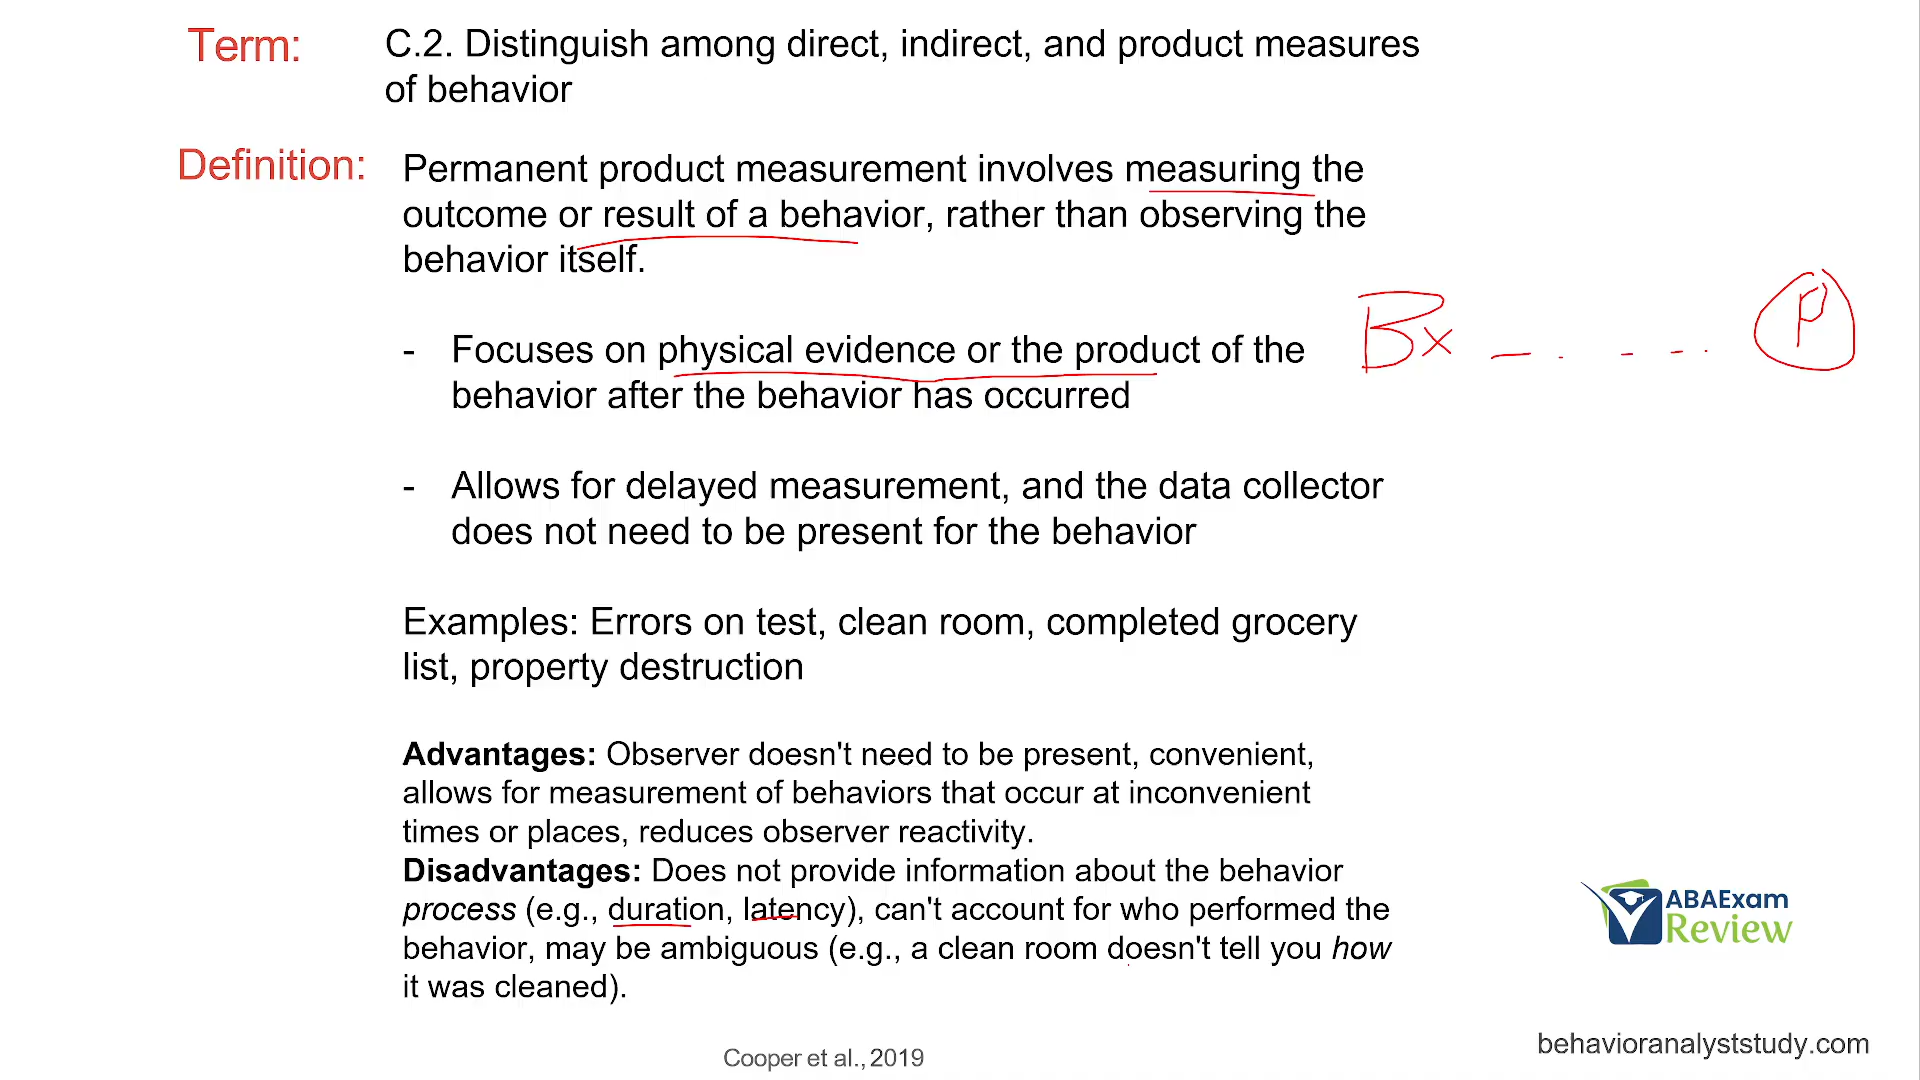 Term:
C.2. Distinguish among direct, indirect, and product measures
of behavior
Definition:
Permanent product measurement involves measuring the
outcome or result of a behavior, rather than observing the
behavior itself.
- Focuses on physical evidence or the product of the
behavior after the behavior has occurred
Bx
P
- Allows for delayed measurement, and the data collector
does not need to be present for the behavior
Examples: Errors on test, clean room, completed grocery
list, property destruction
Advantages: Observer doesn't need to be present, convenient,
allows for measurement of behaviors that occur at inconvenient
times or places, reduces observer reactivity.
Disadvantages: Does not provide information about the behavior
process (e.g., duration, latency), can't account for who performed the
behavior, may be ambiguous (e.g., a clean room doesn't tell you how
it was cleaned).
ABAExam
Review
Cooper et al., 2019
behavioranalyststudy.com